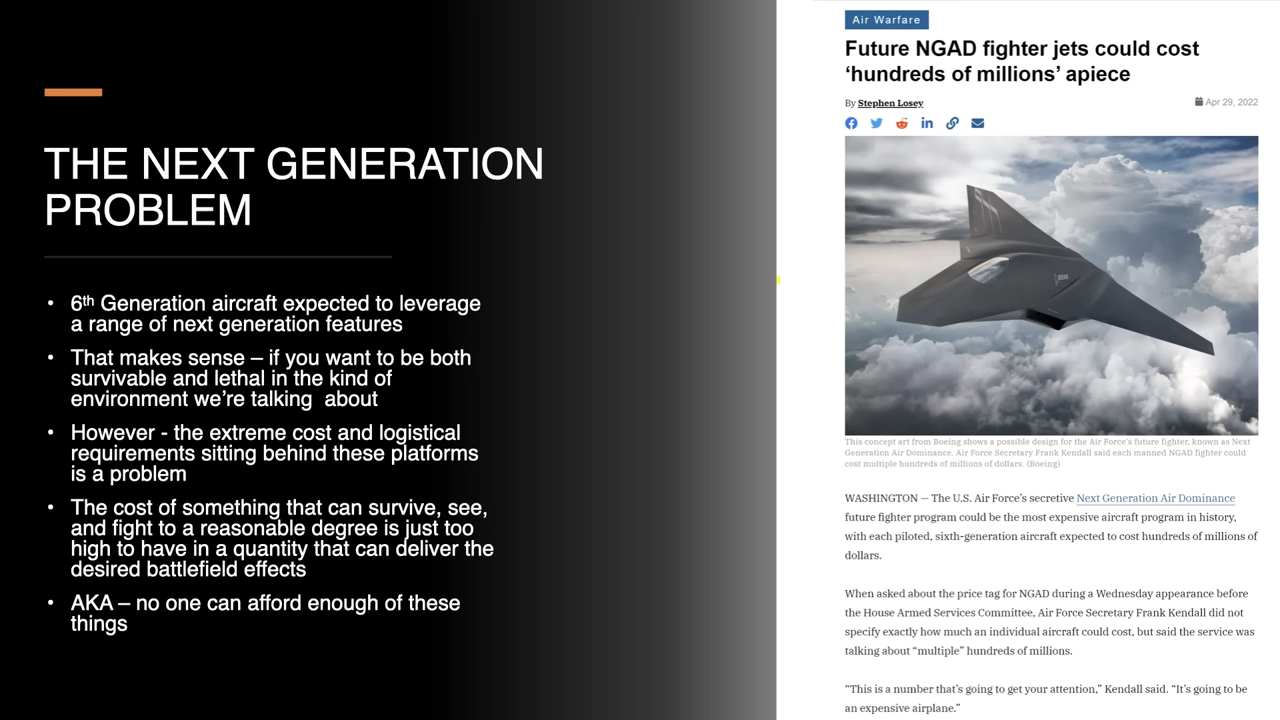 THE NEXT GENERATION
PROBLEM
• 6th Generation aircraft expected to leverage
a range of next generation features
• That makes sense – if you want to be both
survivable and lethal in the kind of
environment we're talking  about
• However - the extreme cost and logistical
requirements sitting behind these platforms
is a problem
• The cost of something that can survive, see,
and fight to a reasonable degree is just too
high to have in a quantity that can deliver the
desired battlefield effects
• AKA – no one can afford enough of these
things
Air Warfare
Future NGAD fighter jets could cost
‘hundreds of millions’ apiece
By Stephen Losey
Apr 29, 2022
This concept art from Boeing shows a possible design for the Air Force's future fighter, known as Next
Generation Air Dominance. Air Force Secretary Frank Kendall said each manned NGAD fighter could
cost multiple hundreds of millions of dollars. (Boeing)
WASHINGTON — The U.S. Air Force's secretive Next Generation Air Dominance
future fighter program could be the most expensive aircraft program in history,
with each piloted, sixth-generation aircraft expected to cost hundreds of millions of
dollars.
When asked about the price tag for NGAD during a Wednesday appearance before
the House Armed Services Committee, Air Force Secretary Frank Kendall did not
specify exactly how much an individual aircraft could cost, but said the service was
talking about “multiple” hundreds of millions.
“This is a number that's going to get your attention,” Kendall said. “It's going to be
an expensive airplane.”